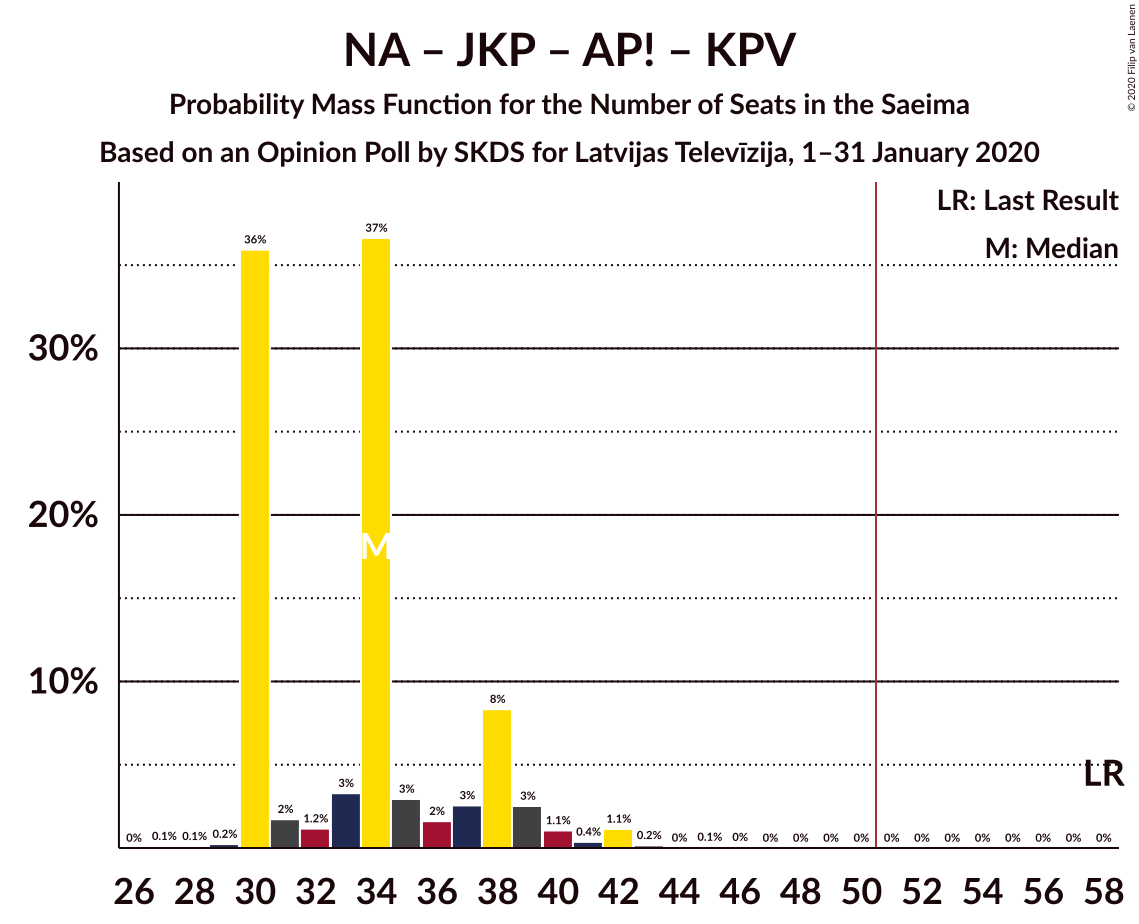 NA – JKP – AP! – KPV
Probability Mass Function for the Number of Seats in the Saeima
Based on an Opinion Poll by SKDS for Latvijas Televīzija, 1–31 January 2020
© 2020 Filip van Laenen
LR: Last Result
M: Median
30%
20%
10%
0% 0.1% 0.1% 0.2% 36% 2% 1.2% 3% 37% 3% 2% 3% 8% 3% 1.1% 0.4% 1.1% 0.2% 0% 0.1% 0% 0% 0% 0% 0% 0% 0% 0% 0% 0% 0% 0% 0%
M
LR
26 28 30 32 34 36 38 40 42 44 46 48 50 52 54 56 58